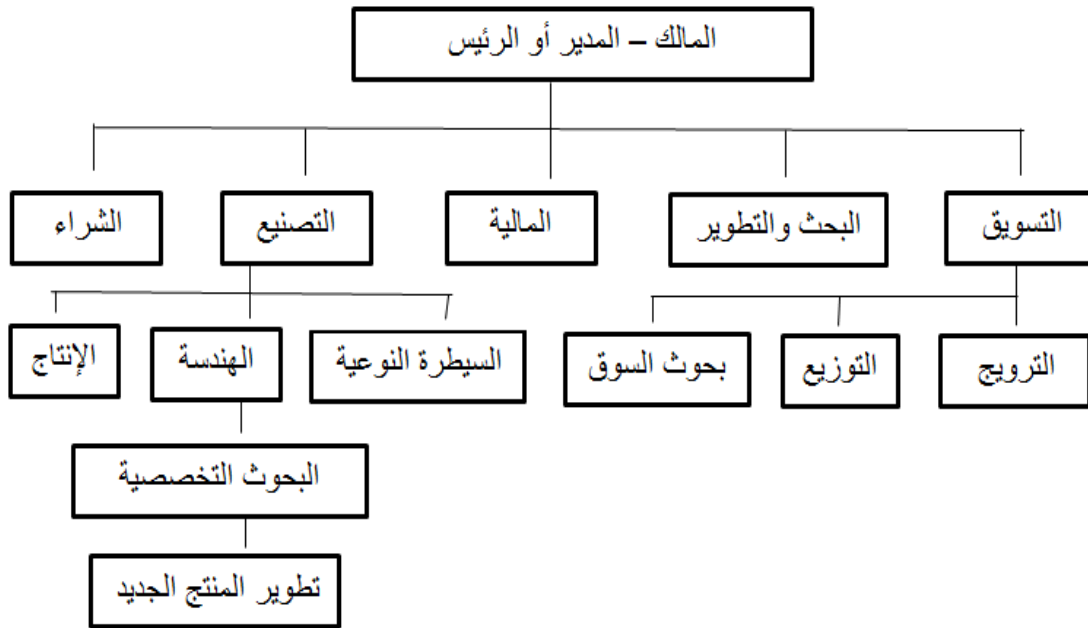 المالك – المدير أو الرئيس
التسويق
البحث والتطوير
المالية
التصنيع
الشراء
الترويج
التوزيع
بحوث السوق
السيطرة النوعية
الهندسة
الإنتاج
البحوث التخصصية
تطوير المنتج الجديد